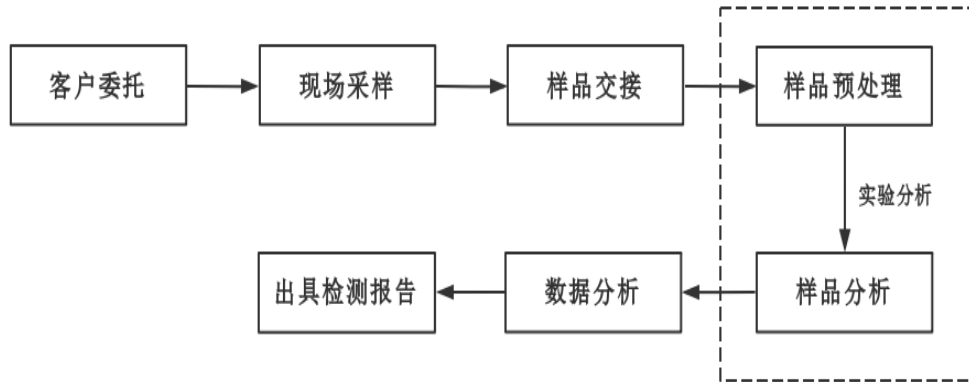 客户委托
现场采样
样品交接
样品预处理
实验分析
样品分析
数据分析
出具检测报告